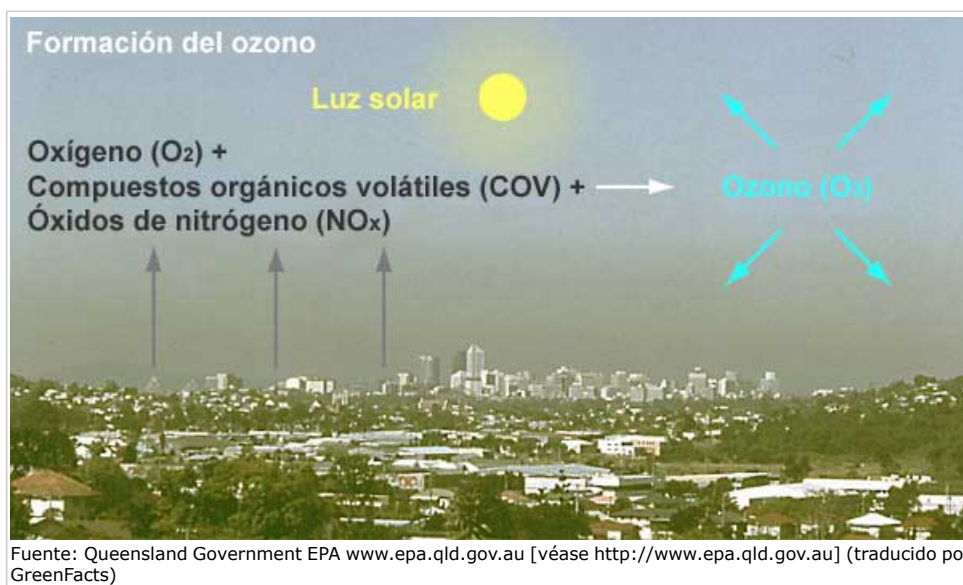 Formación del ozono
Luz solar
Oxígeno (O2) +
Compuestos orgánicos volátiles (COV) +
Óxidos de nitrógeno (NOx)
Ozono (O3)
Fuente: Queensland Government EPA www.epa.qld.gov.au [véase http://www.epa.qld.gov.au] (traducido po
GreenFacts)